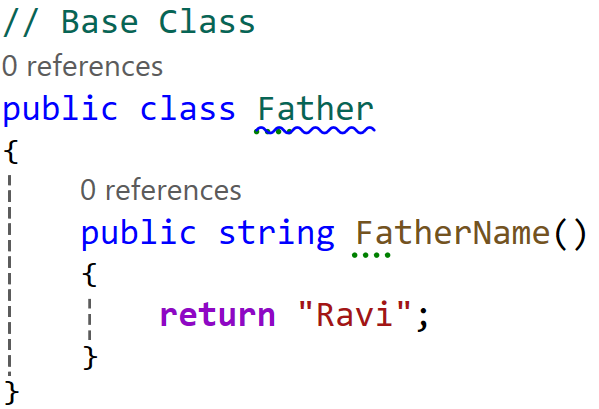 // Base Class
0 references
public class Father
{
0 references
public string FatherName()
{
return "Ravi";
}
}